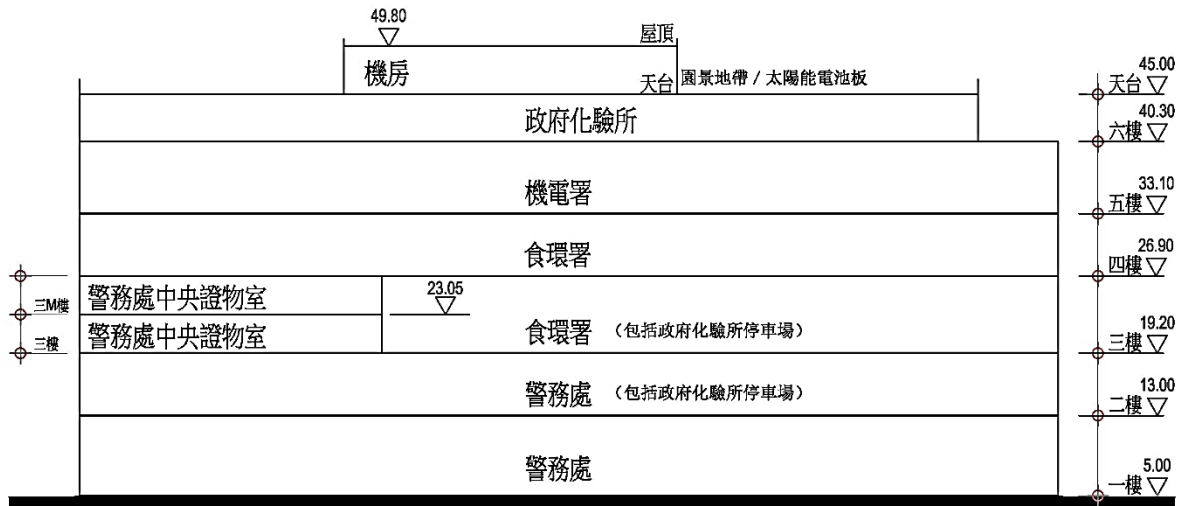 49.80
屋頂
機房
天台
園景地帶 / 太陽能電池板
45.00
天台
政府化驗所
40.30
六樓
機電署
33.10
五樓
食環署
26.90
四樓
三M樓
警務處中央證物室
23.05
三樓
警務處中央證物室
食環署 (包括政府化驗所停車場)
19.20
三樓
警務處 (包括政府化驗所停車場)
13.00
二樓
警務處
5.00
一樓